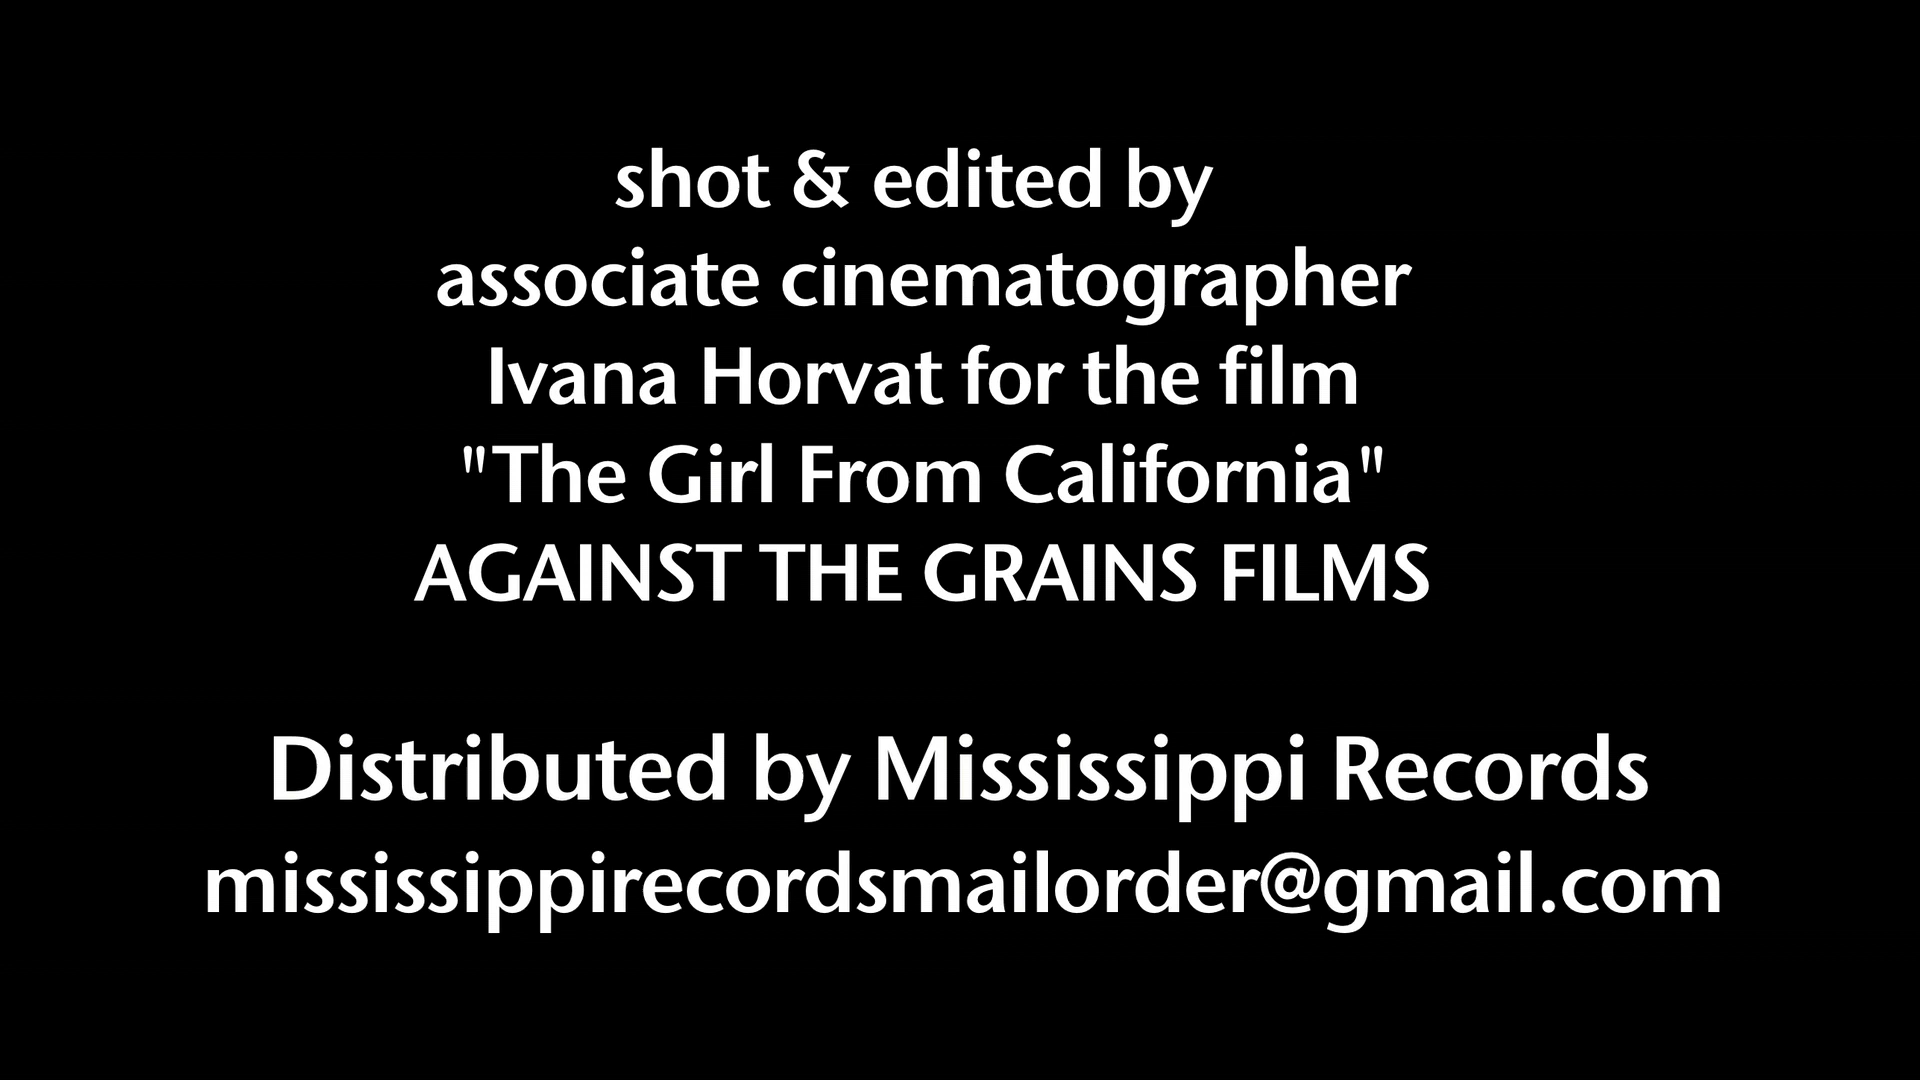 shot & edited by
associate cinematographer
Ivana Horvat for the film
"The Girl From California"
AGAINST THE GRAINS FILMS
Distributed by Mississippi Records
mississippirecordsmailorder@gmail.com